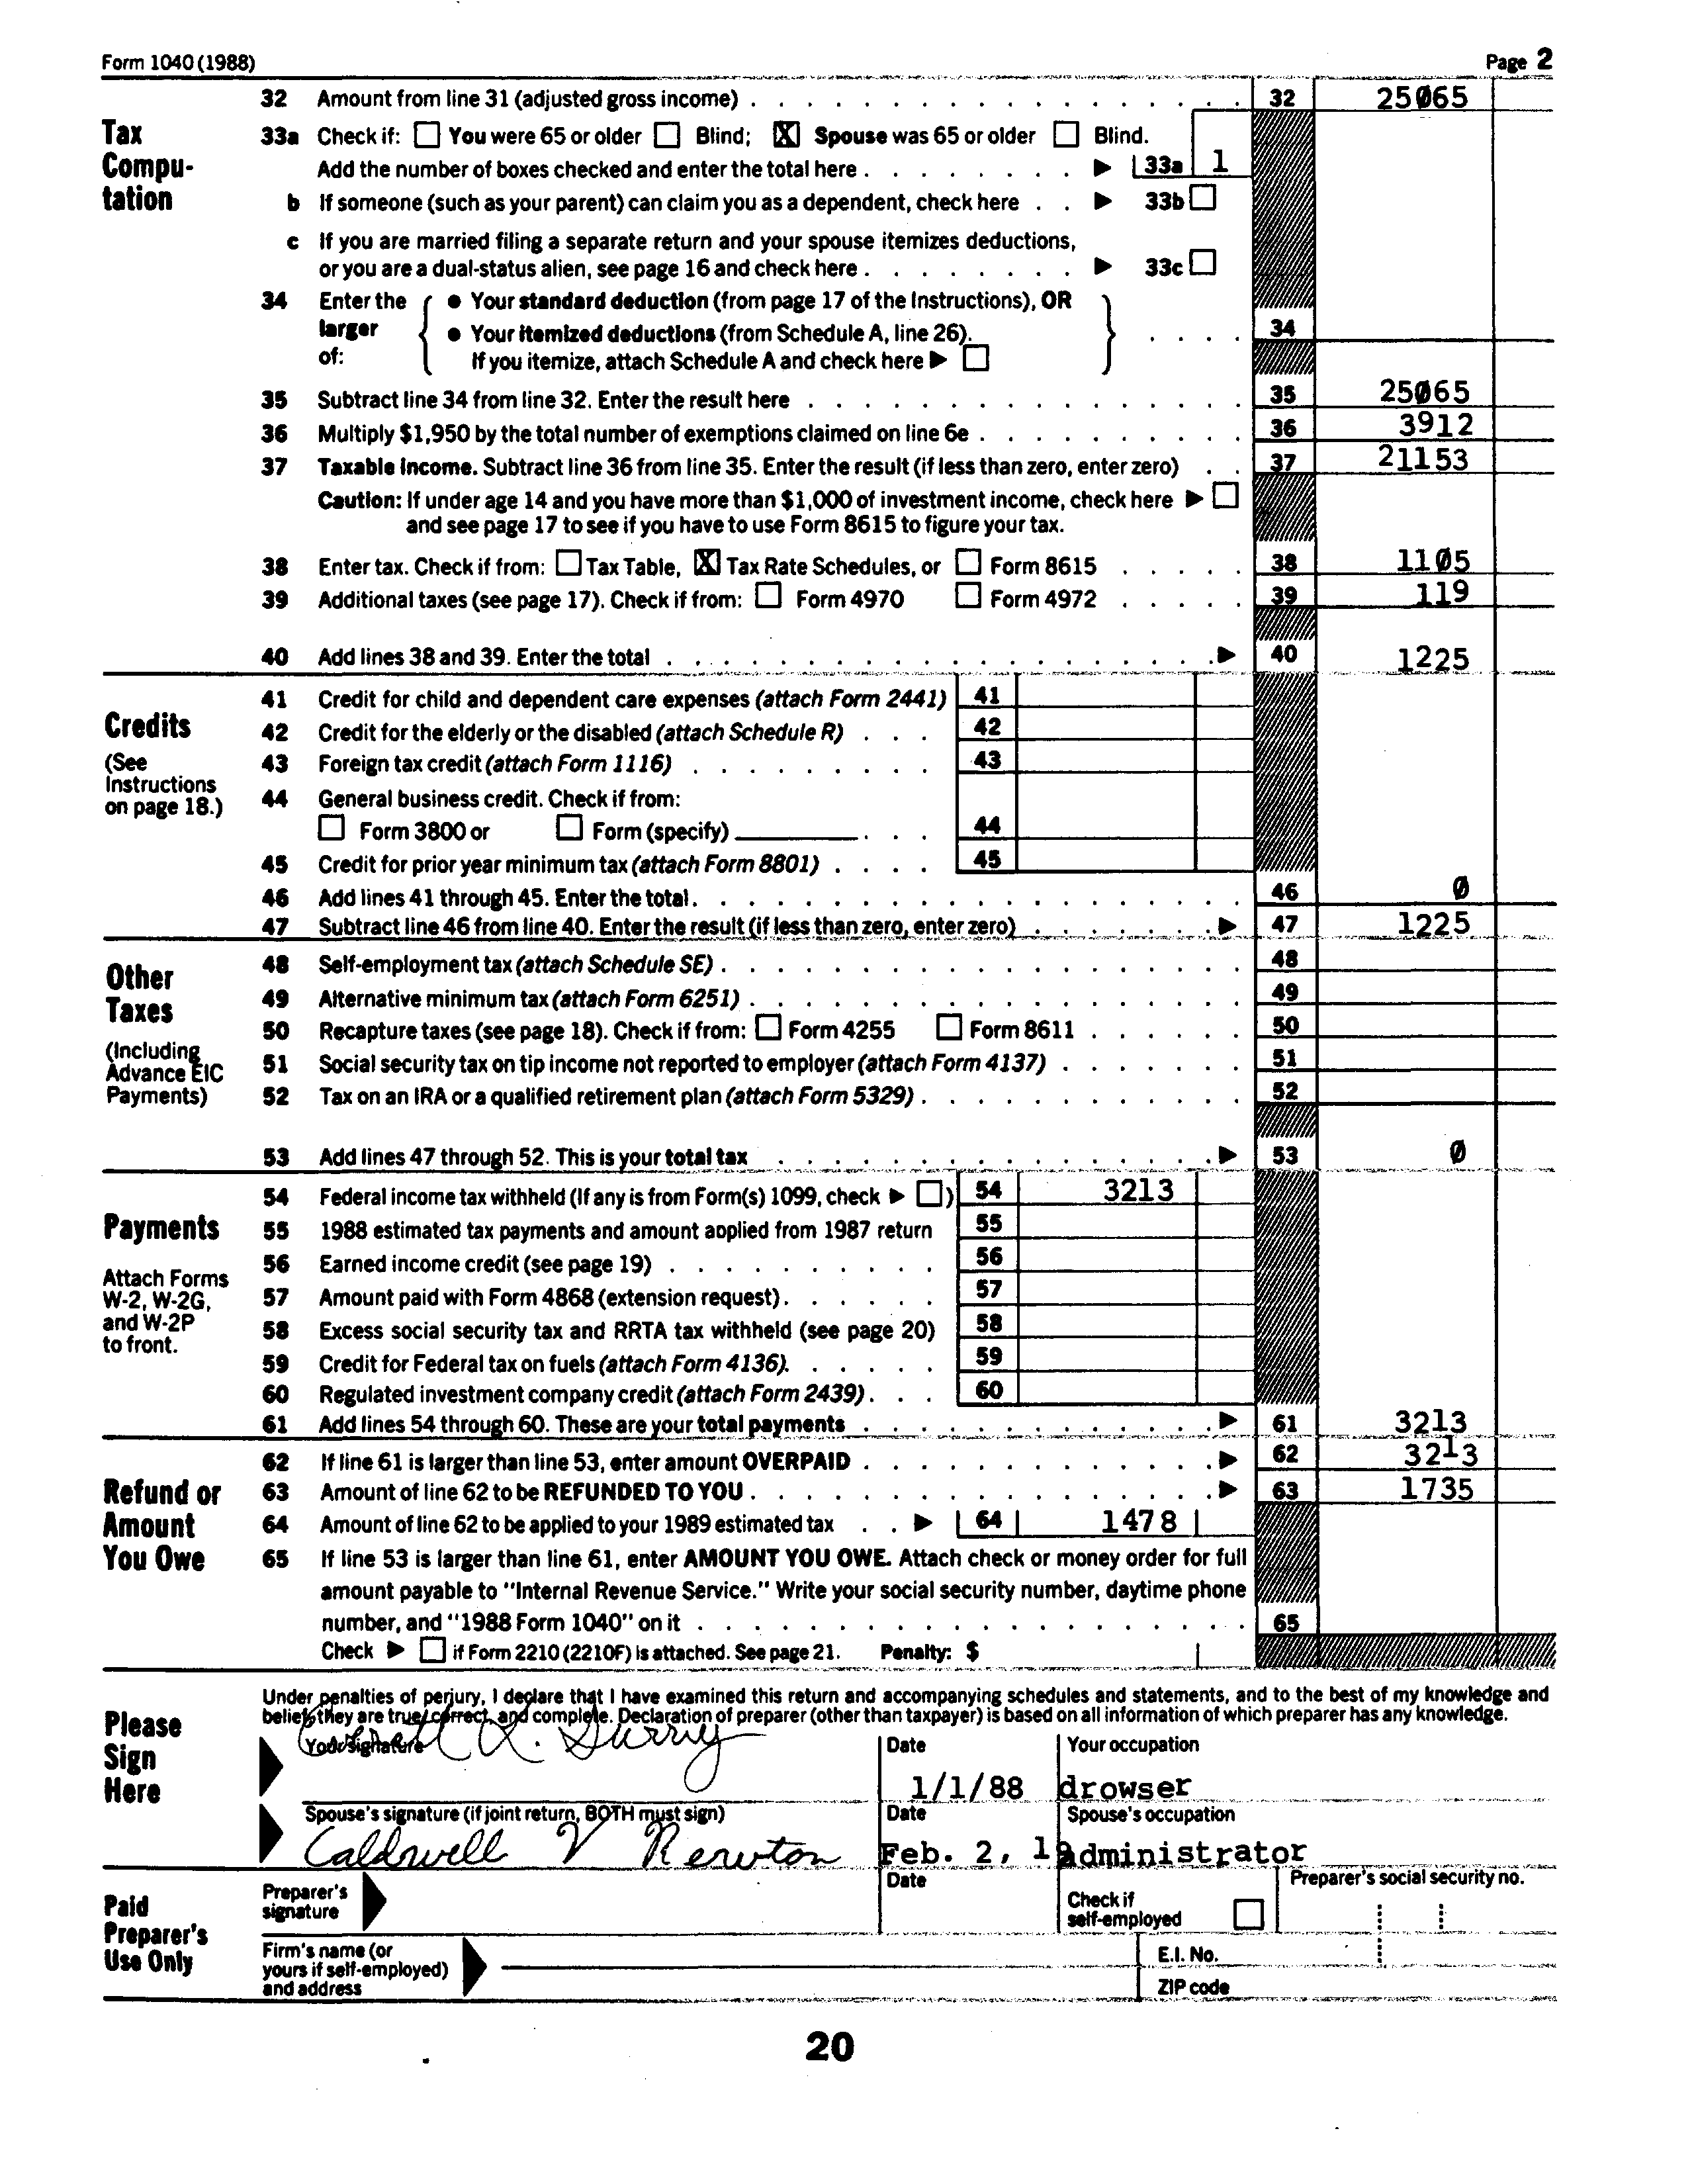 Form 1040 (1988) Page 2
Tax Compu-tation
32 Amount from line 31 (adjusted gross income) . . . 32 25065
33a Check if: ☐ You were 65 or older ☐ Blind; ☒ Spouse was 65 or older ☐ Blind.
Add the number of boxes checked and enter the total here . . . ▶ 33a 1
b If someone (such as your parent) can claim you as a dependent, check here . . ▶ 33b ☐
c If you are married filing a separate return and your spouse itemizes deductions,
or you are a dual-status alien, see page 16 and check here . . . ▶ 33c ☐
34 Enter the larger of: { ● Your standard deduction (from page 17 of the Instructions), OR
● Your itemized deductions (from Schedule A, line 26). } . . . 34
If you itemize, attach Schedule A and check here ▶ ☐
35 Subtract line 34 from line 32. Enter the result here . . . 35 25065
36 Multiply $1,950 by the total number of exemptions claimed on line 6e . . . 36 3912
37 Taxable income. Subtract line 36 from line 35. Enter the result (if less than zero, enter zero) . . 37 21153
Caution: If under age 14 and you have more than $1,000 of investment income, check here ▶ ☐
and see page 17 to see if you have to use Form 8615 to figure your tax.
38 Enter tax. Check if from: ☐ Tax Table, ☒ Tax Rate Schedules, or ☐ Form 8615 . . . 38 1105
39 Additional taxes (see page 17). Check if from: ☐ Form 4970 ☐ Form 4972 . . . 39 119
40 Add lines 38 and 39. Enter the total . . . ▶ 40 1225
Credits
(See Instructions on page 18.)
41 Credit for child and dependent care expenses (attach Form 2441) 41
42 Credit for the elderly or the disabled (attach Schedule R) . . . 42
43 Foreign tax credit (attach Form 1116) . . . 43
44 General business credit. Check if from:
☐ Form 3800 or ☐ Form (specify) . . . 44
45 Credit for prior year minimum tax (attach Form 8801) . . . 45
46 Add lines 41 through 45. Enter the total . . . 46 0
47 Subtract line 46 from line 40. Enter the result (if less than zero, enter zero) . . . ▶ 47 1225
Other Taxes
(Including Advance EIC Payments)
48 Self-employment tax (attach Schedule SE) . . . 48
49 Alternative minimum tax (attach Form 6251) . . . 49
50 Recapture taxes (see page 18). Check if from: ☐ Form 4255 ☐ Form 8611 . . . 50
51 Social security tax on tip income not reported to employer (attach Form 4137) . . . 51
52 Tax on an IRA or a qualified retirement plan (attach Form 5329) . . . 52
53 Add lines 47 through 52. This is your total tax . . . ▶ 53 0
Payments
Attach Forms W-2, W-2G, and W-2P to front.
54 Federal income tax withheld (If any is from Form(s) 1099, check ▶ ☐) 54 3213
55 1988 estimated tax payments and amount applied from 1987 return 55
56 Earned income credit (see page 19) . . . 56
57 Amount paid with Form 4868 (extension request) . . . 57
58 Excess social security tax and RRTA tax withheld (see page 20) 58
59 Credit for Federal tax on fuels (attach Form 4136). . . . 59
60 Regulated investment company credit (attach Form 2439) . . . 60
61 Add lines 54 through 60. These are your total payments . . . ▶ 61 3213
Refund or Amount You Owe
62 If line 61 is larger than line 53, enter amount OVERPAID . . . ▶ 62 3213
63 Amount of line 62 to be REFUNDED TO YOU . . . ▶ 63 1735
64 Amount of line 62 to be applied to your 1989 estimated tax . . ▶ 64 1478
65 If line 53 is larger than line 61, enter AMOUNT YOU OWE. Attach check or money order for full
amount payable to "Internal Revenue Service." Write your social security number, daytime phone
number, and "1988 Form 1040" on it . . . 65
Check ▶ ☐ if Form 2210 (2210F) is attached. See page 21. Penalty: $
Please Sign Here
Under penalties of perjury, I declare that I have examined this return and accompanying schedules and statements, and to the best of my knowledge and
belief, they are true, correct, and complete. Declaration of preparer (other than taxpayer) is based on all information of which preparer has any knowledge.
Your signature Date Your occupation
1/1/88 drowser
Spouse's signature (if joint return, BOTH must sign) Date Spouse's occupation
Caldwell V Newton Feb. 2, 19 administrator
Paid Preparer's Use Only
Preparer's signature Date Check if self-employed ☐ Preparer's social security no.
Firm's name (or yours if self-employed) and address E.I. No.
ZIP code
20